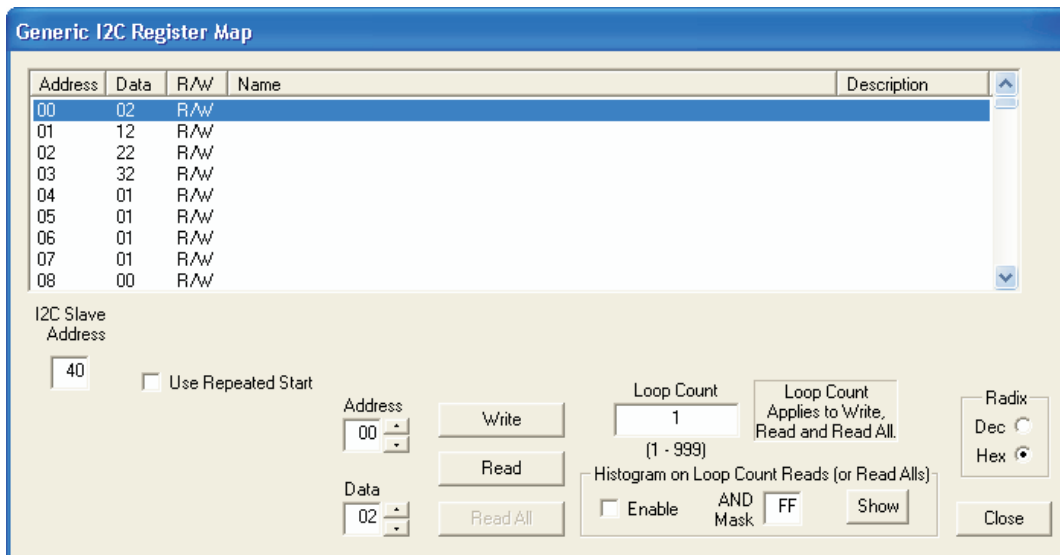 Generic I2C Register Map
Address Data R/W Name Description
00 02 R/W
01 12 R/W
02 22 R/W
03 32 R/W
04 01 R/W
05 01 R/W
06 01 R/W
07 01 R/W
08 00 R/W
I2C Slave
Address
40
Use Repeated Start
Address
00
Data
02
Write
Read
Read All
Loop Count
1
(1 - 999)
Loop Count
Applies to Write,
Read and Read All.
Histogram on Loop Count Reads (or Read Alls)
Enable
AND
Mask
FF
Show
Radix
Dec
Hex
Close